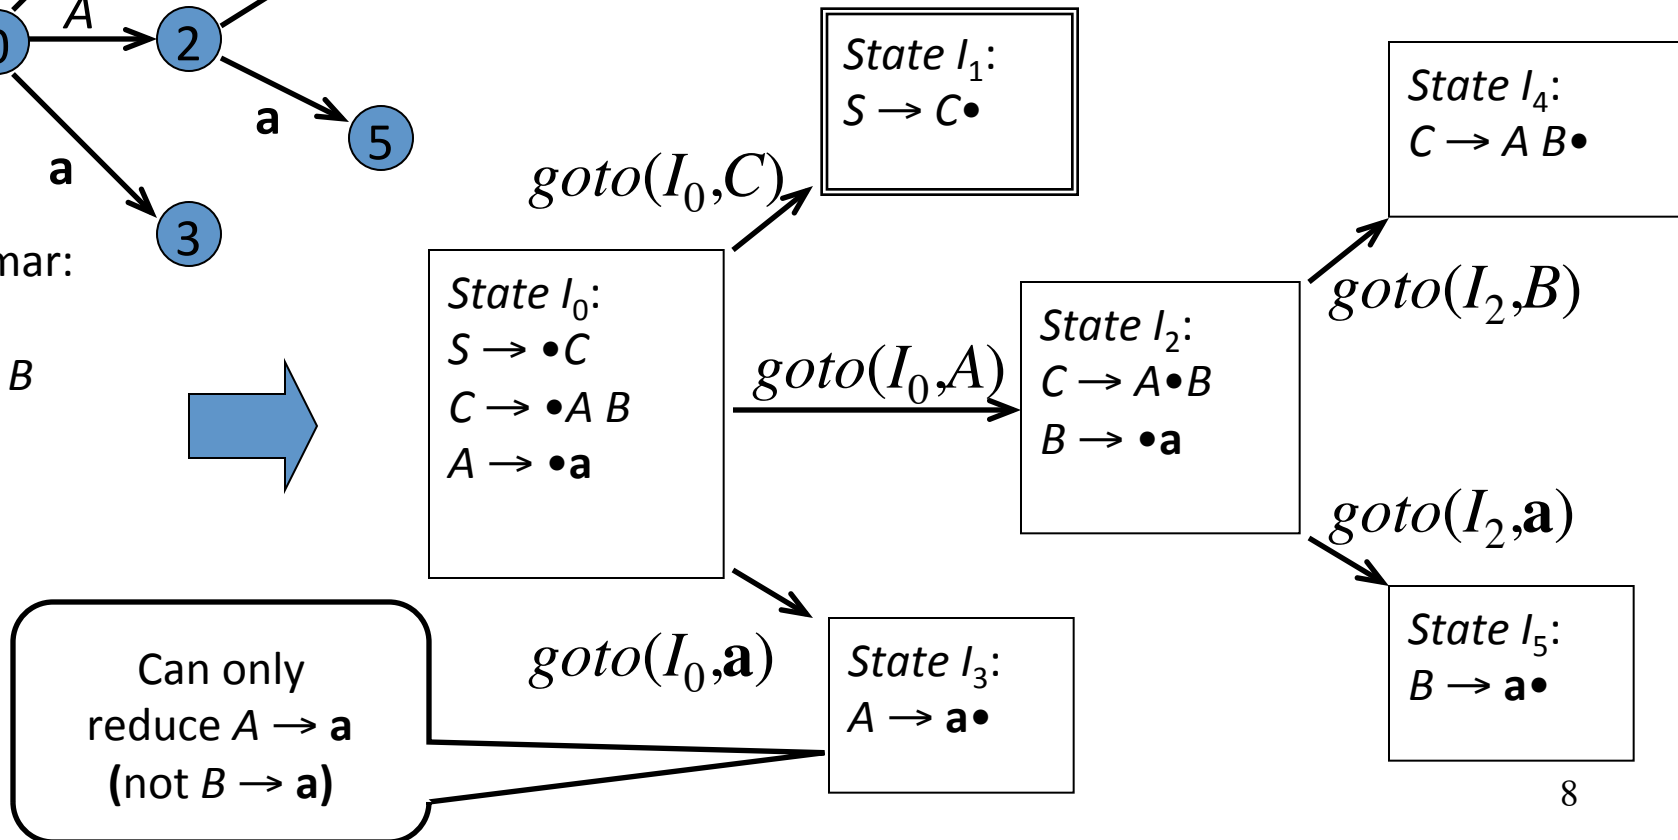 0
A
2
a
5
a
3
mar:
B
State I₀:
S → •C
C → •A B
A → •a
goto(I₀,C)
State I₁:
S → C•
goto(I₀,A)
State I₂:
C → A•B
B → •a
goto(I₂,B)
State I₄:
C → A B•
goto(I₂,a)
State I₅:
B → a•
goto(I₀,a)
State I₃:
A → a•
Can only
reduce A → a
(not B → a)
8